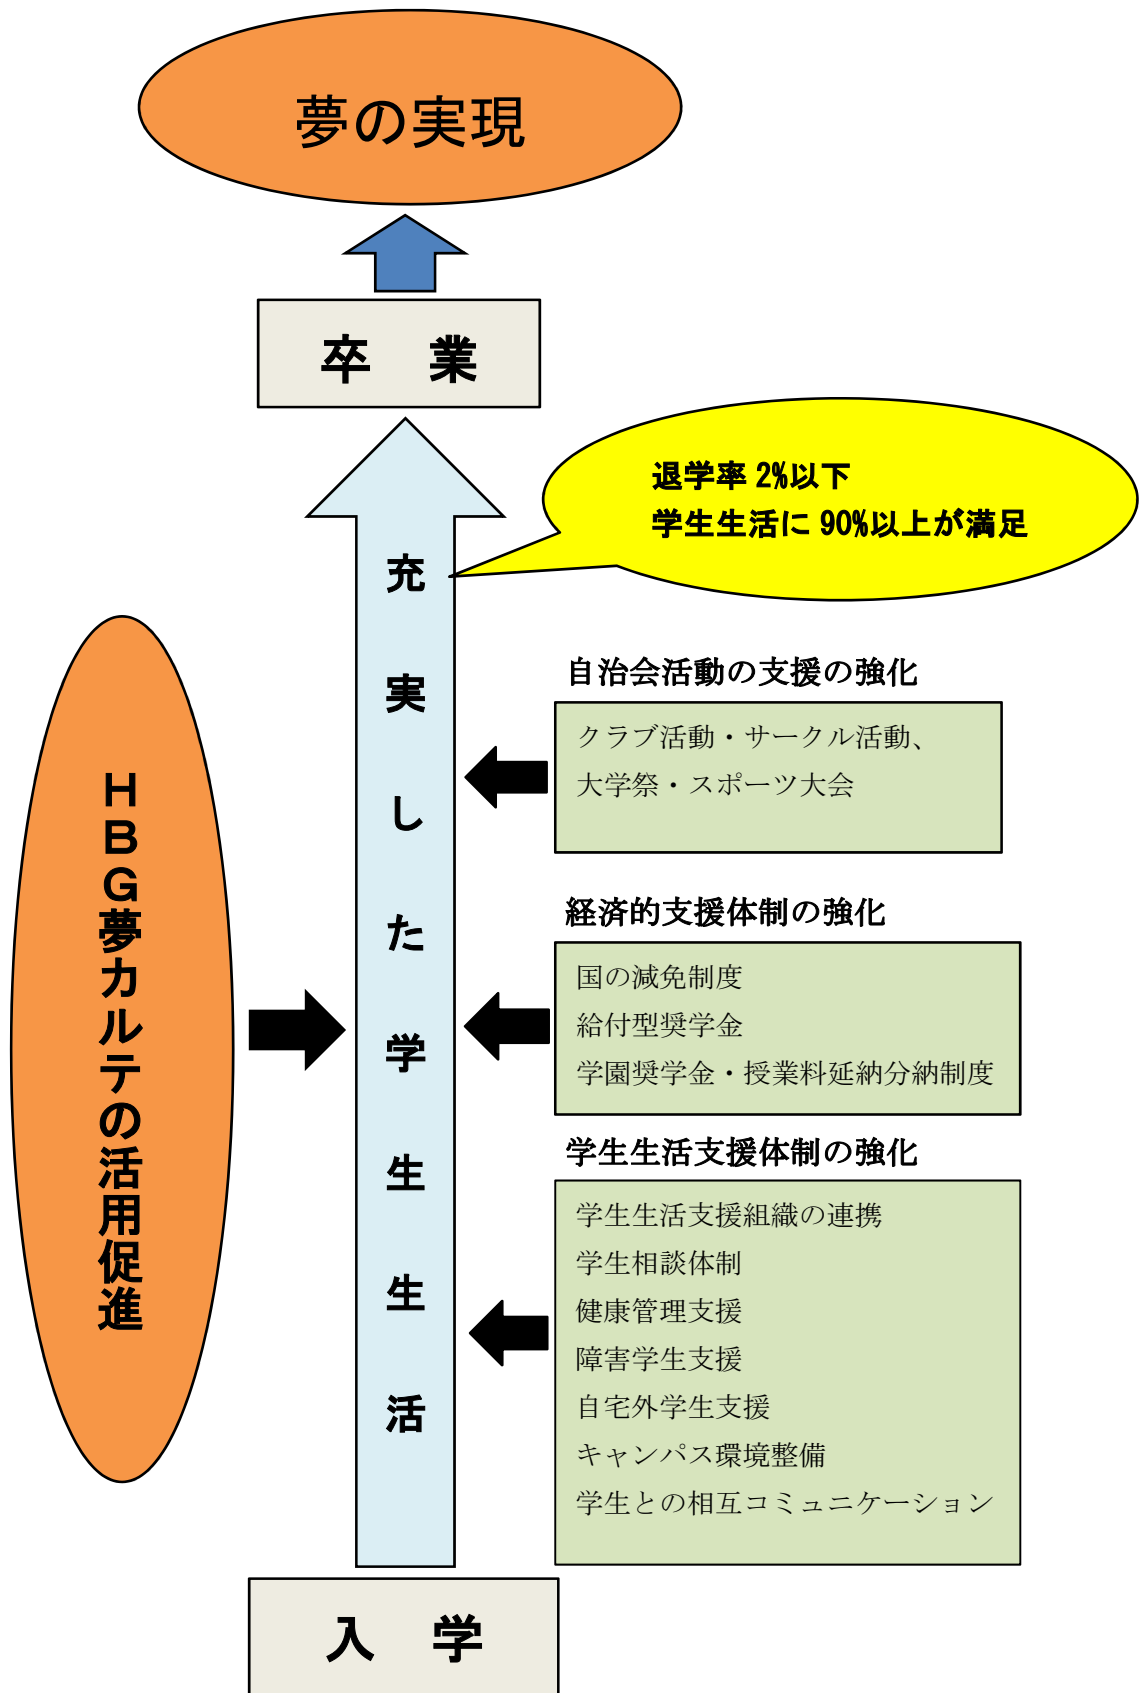 夢の実現
卒　業
退学率 2%以下
学生生活に 90%以上が満足
充実した学生生活
HBG夢カルテの活用促進
自治会活動の支援の強化
クラブ活動・サークル活動、
大学祭・スポーツ大会
経済的支援体制の強化
国の減免制度
給付型奨学金
学園奨学金・授業料延納分納制度
学生生活支援体制の強化
学生生活支援組織の連携
学生相談体制
健康管理支援
障害学生支援
自宅外学生支援
キャンパス環境整備
学生との相互コミュニケーション
入　学